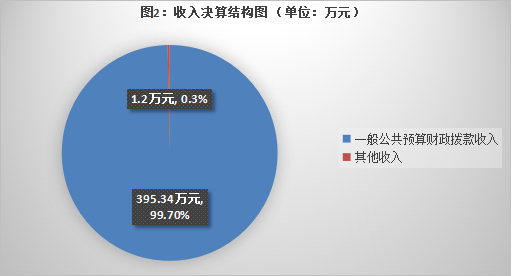 图2：收入决算结构图（单位：万元）
1.2万元, 0.3%
395.34万元,
99.70%
一般公共预算财政拨款收入
其他收入